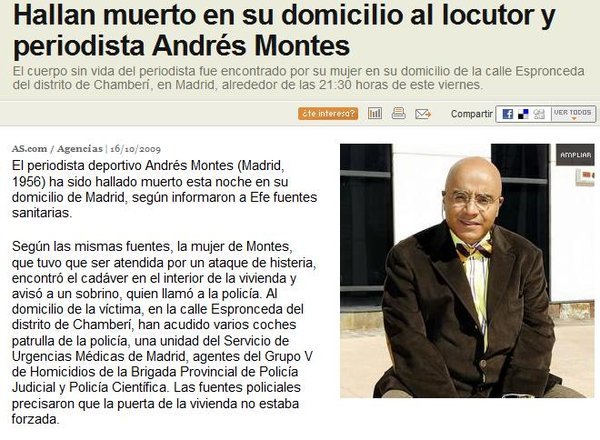 Hallan muerto en su domicilio al locutor y
periodista Andrés Montes
El cuerpo sin vida del periodista fue encontrado por su mujer en su domicilio de la calle Espronceda
del distrito de Chamberí, en Madrid, alrededor de las 21:30 horas de este viernes.
¿te interesa?
Compartir
VER TODOS
AS.com / Agencias | 16/10/2009
El periodista deportivo Andrés Montes (Madrid,
1956) ha sido hallado muerto esta noche en su
domicilio de Madrid, según informaron a Efe fuentes
sanitarias.
Según las mismas fuentes, la mujer de Montes,
que tuvo que ser atendida por un ataque de histeria,
encontró el cadáver en el interior de la vivienda y
avisó a un sobrino, quien llamó a la policía. Al
domicilio de la víctima, en la calle Espronceda del
distrito de Chamberí, han acudido varios coches
patrulla de la policía, una unidad del Servicio de
Urgencias Médicas de Madrid, agentes del Grupo V
de Homicidios de la Brigada Provincial de Policía
Judicial y Policía Científica. Las fuentes policiales
precisaron que la puerta de la vivienda no estaba
forzada.
AMPLIAR